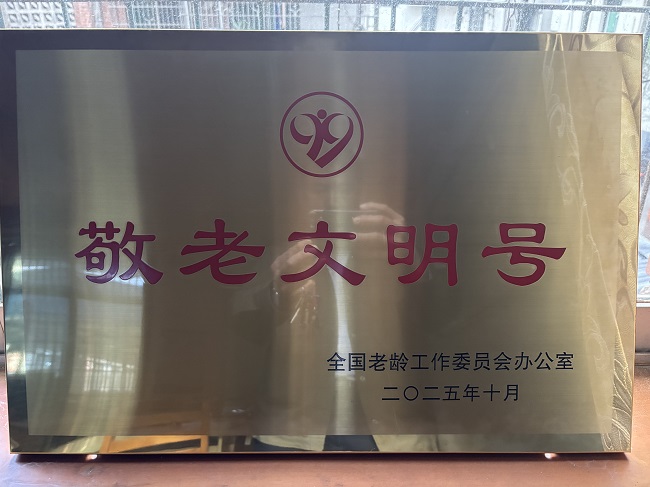 敬老文明号
全国老龄工作委员会办公室
二〇二五年十月